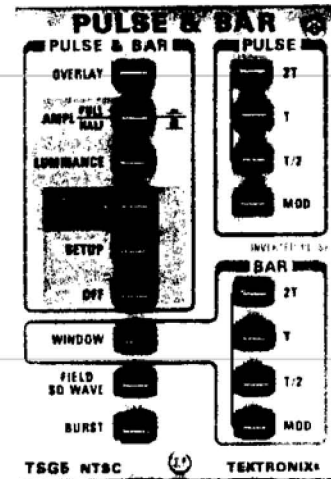 PULSE & BAR
PULSE & BAR
OVERLAY
AMPL FULL
HALF
LUMINANCE
SETUP
OFF
WINDOW
FIELD
SQ WAVE
BURST
PULSE
2T
T
T/2
MOD
BAR
2T
T
T/2
MOD
TSG5 NTSC
TEKTRONIX